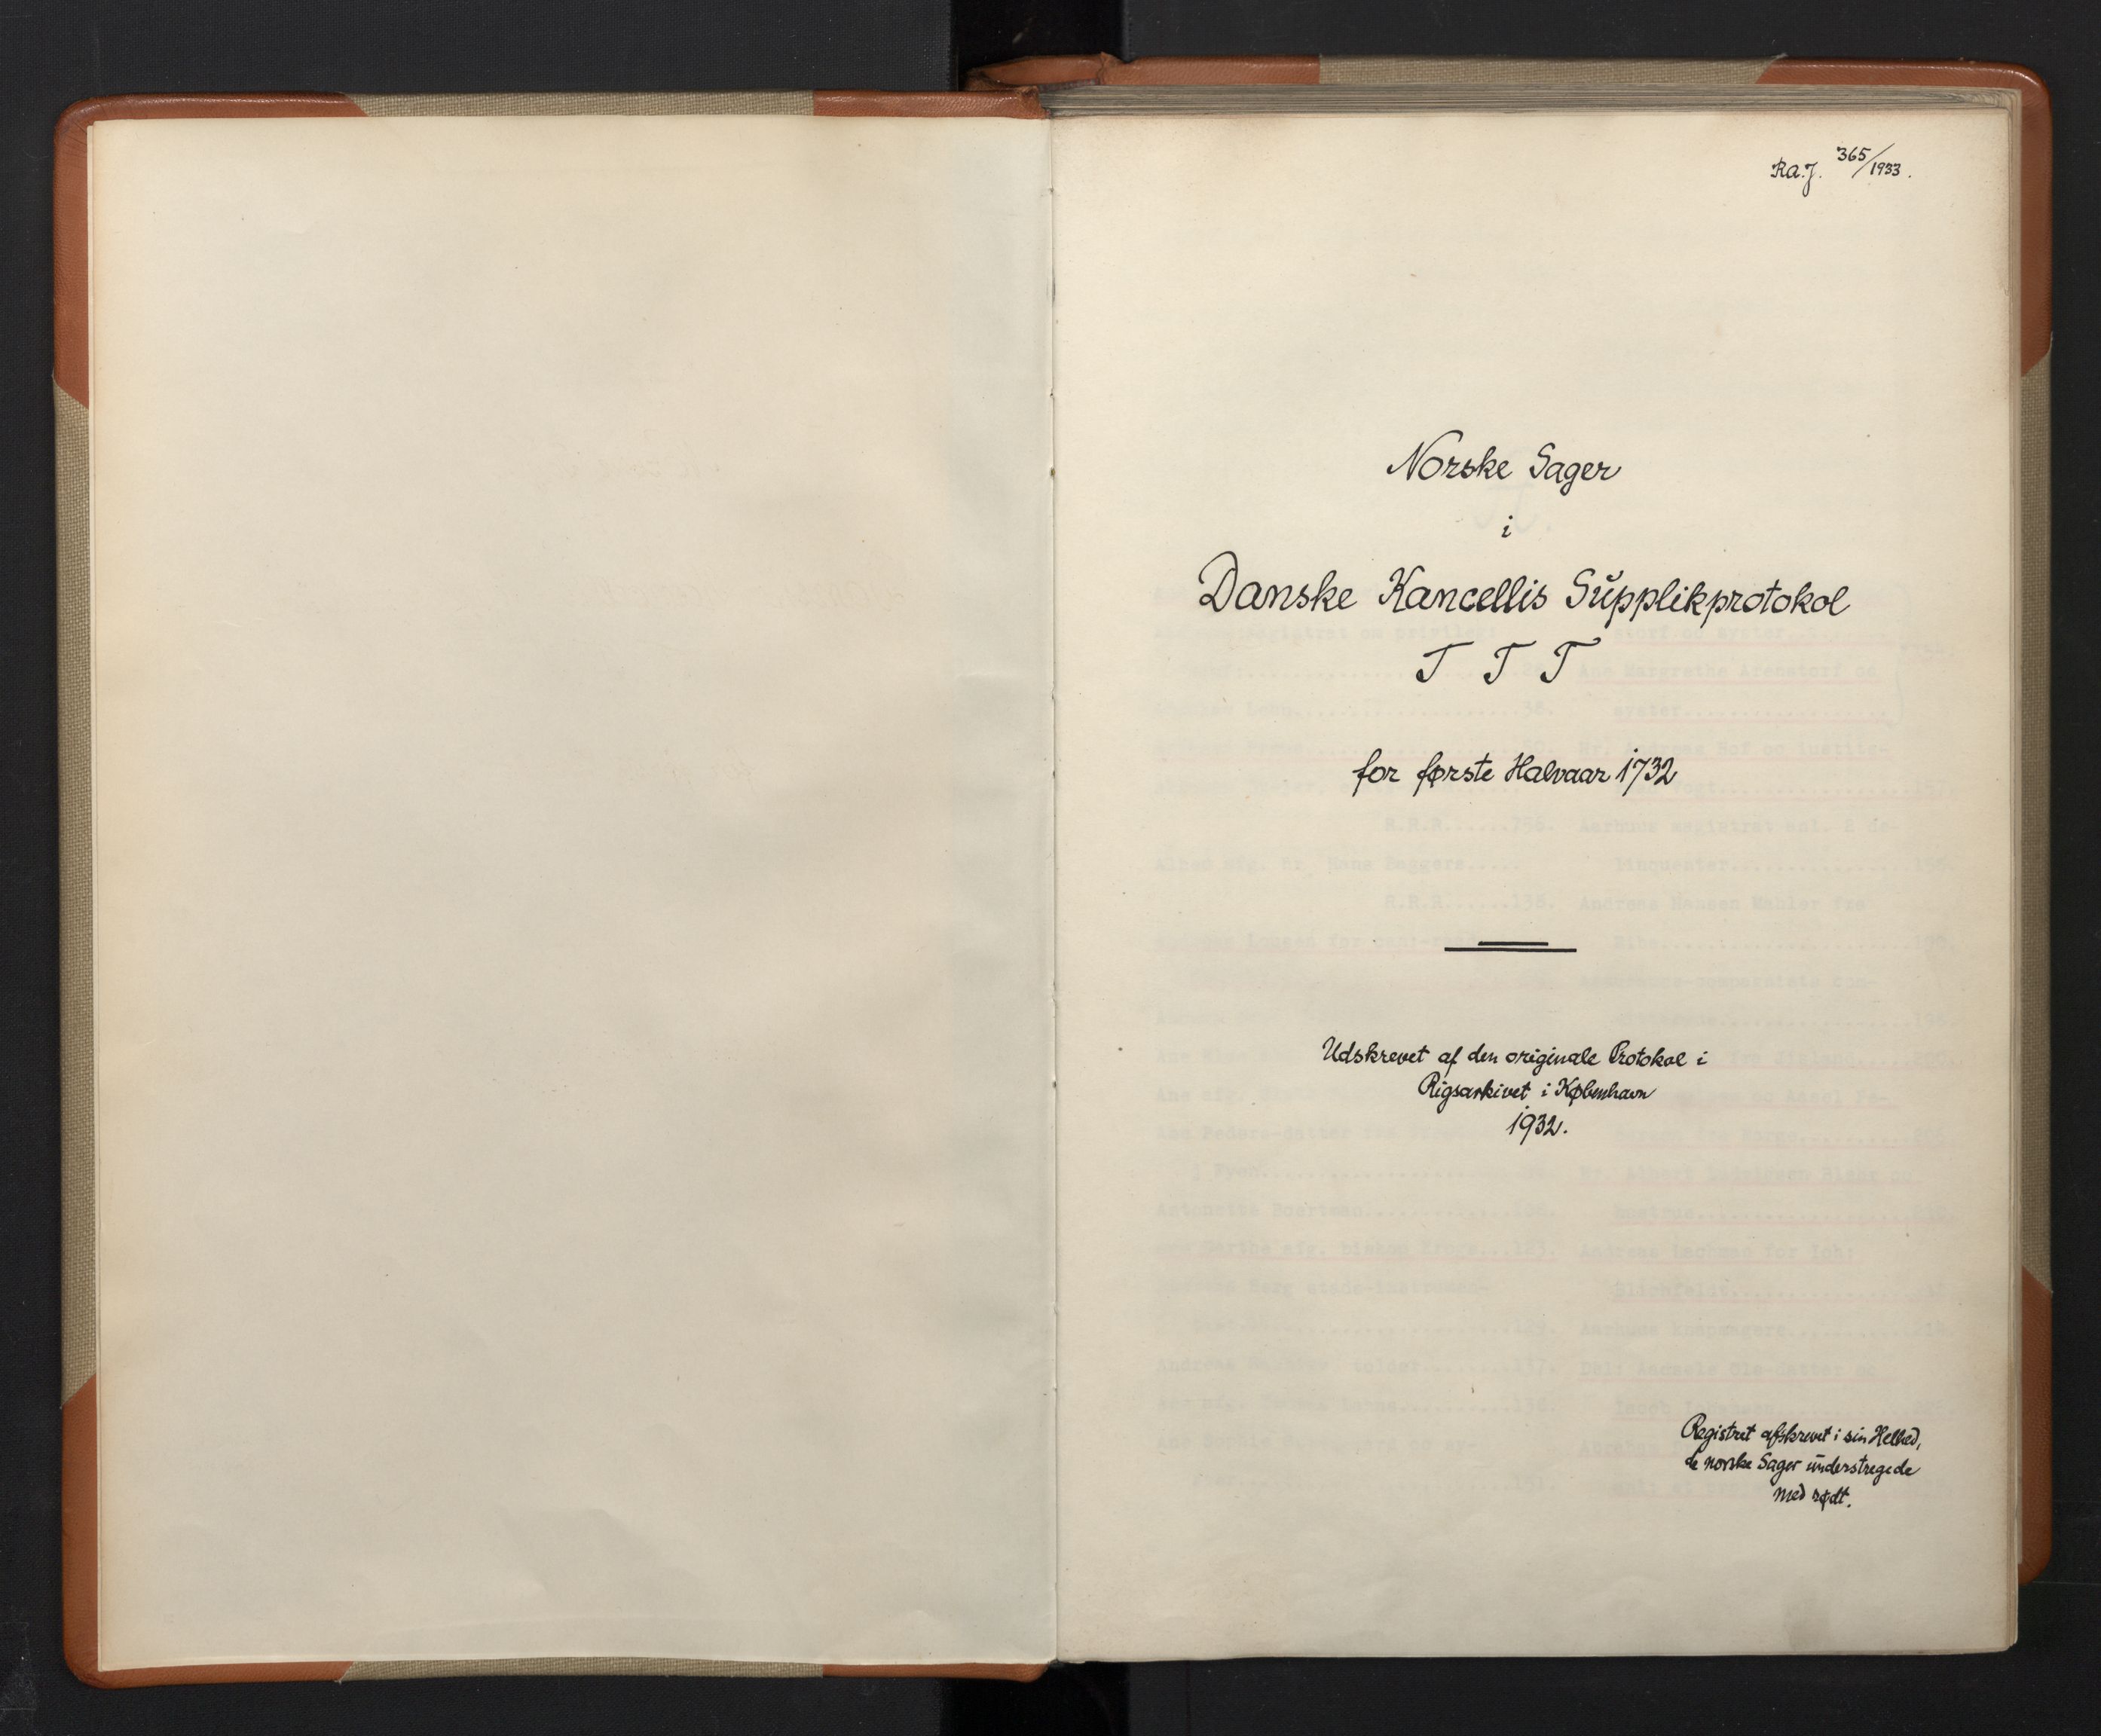 Ra.J. 365/1933.
Norske Sager
i
Danske Kancellis Supplikprotokol
T T T
for første Halvaar 1732
Udskrevet af den originale Protokol i
Rigsarkivet i København
1932.
Registret afskrevet i sin Helhed,
de norske Sager understregede
med rødt.